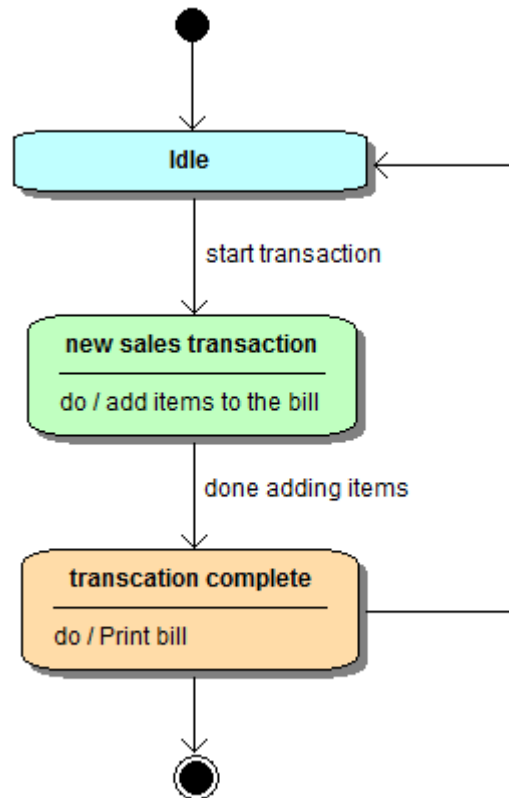 Idle
start transaction
new sales transaction
do / add items to the bill
done adding items
transcation complete
do / Print bill